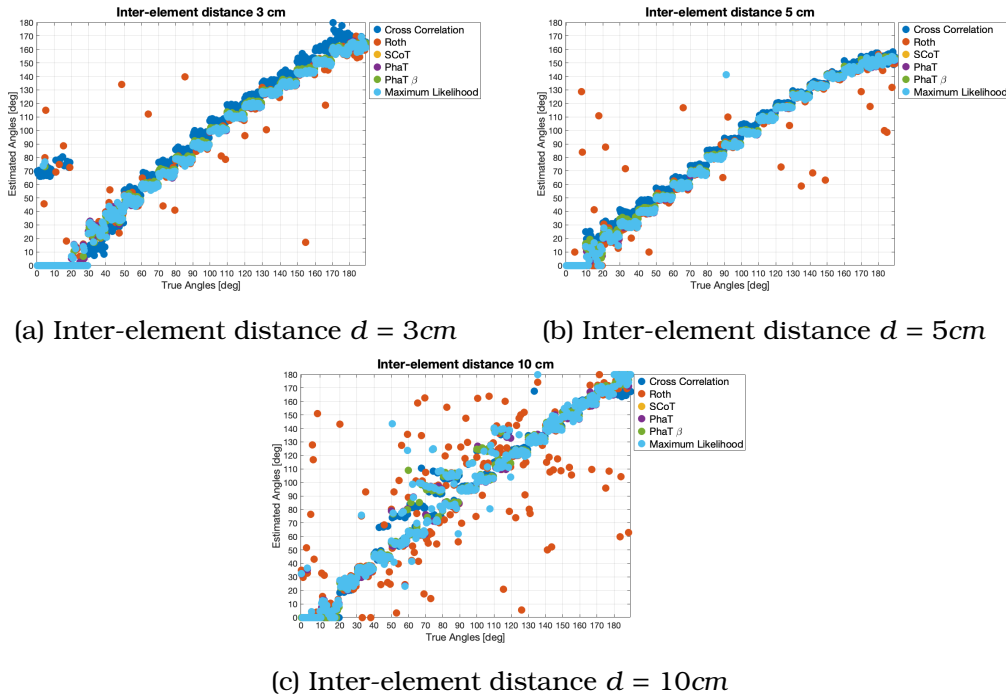 Inter-element distance 3 cm
180
170
160
150
140
130
120
110
100
90
80
70
60
50
40
30
20
10
0
Estimated Angles [deg]
0 10 20 30 40 50 60 70 80 90 100 110 120 130 140 150 160 170 180
True Angles [deg]
Cross Correlation
Roth
SCoT
PhaT
PhaT β
Maximum Likelihood
Inter-element distance 5 cm
180
170
160
150
140
130
120
110
100
90
80
70
60
50
40
30
20
10
0
Estimated Angles [deg]
0 10 20 30 40 50 60 70 80 90 100 110 120 130 140 150 160 170 180
True Angles [deg]
Cross Correlation
Roth
SCoT
PhaT
PhaT β
Maximum Likelihood
(a) Inter-element distance d = 3cm
(b) Inter-element distance d = 5cm
Inter-element distance 10 cm
180
170
160
150
140
130
120
110
100
90
80
70
60
50
40
30
20
10
0
Estimated Angles [deg]
0 10 20 30 40 50 60 70 80 90 100 110 120 130 140 150 160 170 180
True Angles [deg]
Cross Correlation
Roth
SCoT
PhaT
PhaT β
Maximum Likelihood
(c) Inter-element distance d = 10cm